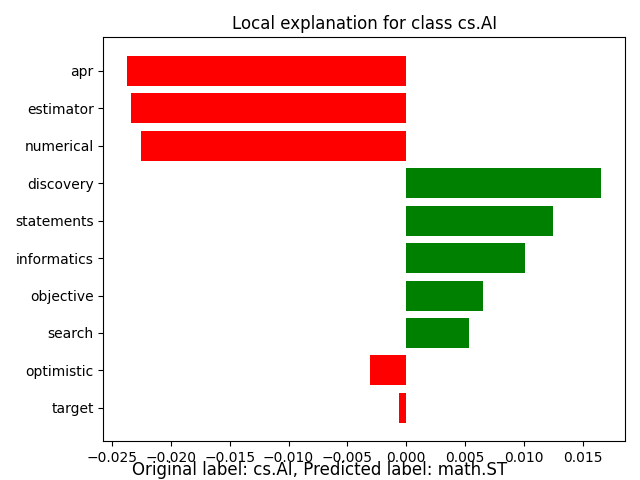 Local explanation for class cs.AI
apr
estimator
numerical
discovery
statements
informatics
objective
search
optimistic
target
−0.025 −0.020 −0.015 −0.010 −0.005 0.000 0.005 0.010 0.015
Original label: cs.AI, Predicted label: math.ST